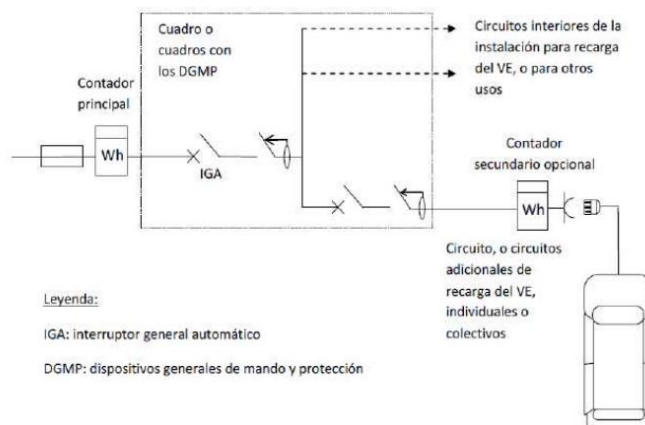 Cuadro o
cuadros con
los DGMP
Circuitos interiores de la
instalación para recarga
del VE, o para otros
usos
Contador
principal
Wh
IGA
Contador
secundario opcional
Wh
Circuito, o circuitos
adicionales de
recarga del VE,
individuales o
colectivos
Leyenda:
IGA: interruptor general automático
DGMP: dispositivos generales de mando y protección